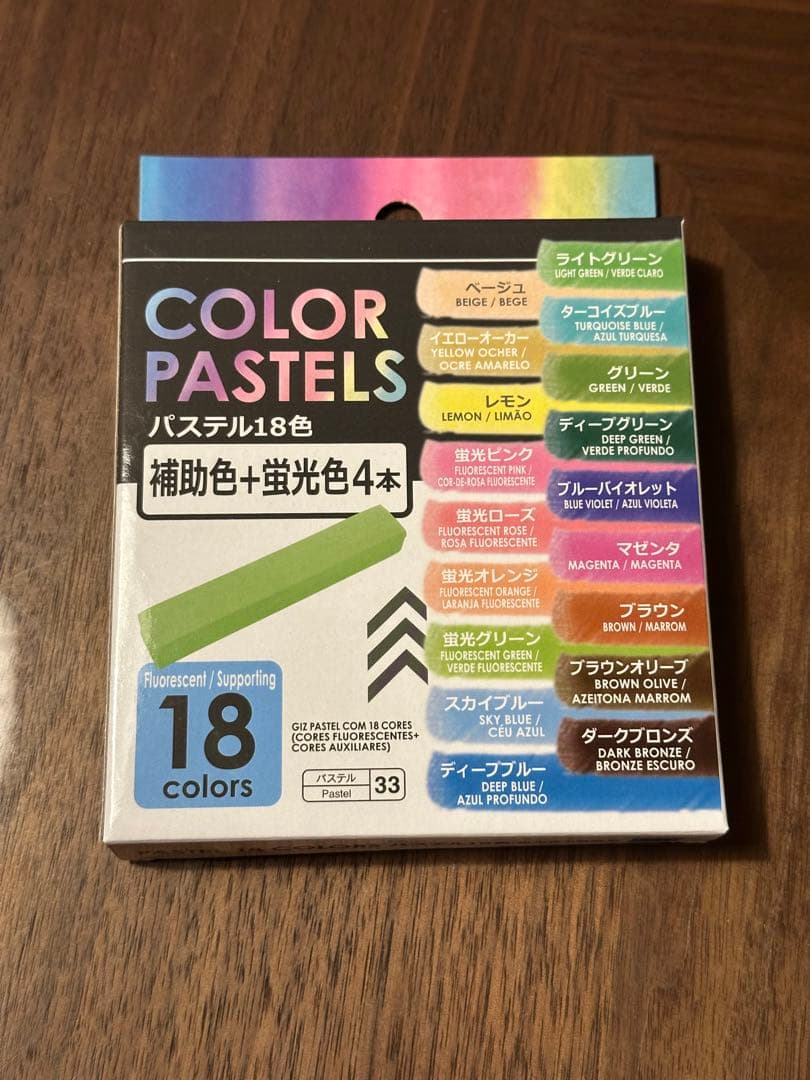 COLOR
PASTELS
パステル18色
補助色+蛍光色4本
Fluorescent / Supporting
18
colors
GIZ PASTEL COM 18 CORES
(CORES FLUORESCENTES+
CORES AUXILIARES)
パステル
Pastel
33
ベージュ
BEIGE / BEGE
イエローオーカー
YELLOW OCHER /
OCRE AMARELO
レモン
LEMON / LIMÃO
蛍光ピンク
FLUORESCENT PINK /
COR-DE-ROSA FLUORESCENTE
蛍光ローズ
FLUORESCENT ROSE /
ROSA FLUORESCENTE
蛍光オレンジ
FLUORESCENT ORANGE /
LARANJA FLUORESCENTE
蛍光グリーン
FLUORESCENT GREEN /
VERDE FLUORESCENTE
スカイブルー
SKY BLUE /
CÉU AZUL
ディープブルー
DEEP BLUE /
AZUL PROFUNDO
ライトグリーン
LIGHT GREEN / VERDE CLARO
ターコイズブルー
TURQUOISE BLUE /
AZUL TURQUESA
グリーン
GREEN / VERDE
ディープグリーン
DEEP GREEN /
VERDE PROFUNDO
ブルーバイオレット
BLUE VIOLET / AZUL VIOLETA
マゼンタ
MAGENTA / MAGENTA
ブラウン
BROWN / MARROM
ブラウンオリーブ
BROWN OLIVE /
AZEITONA MARROM
ダークブロンズ
DARK BRONZE /
BRONZE ESCURO